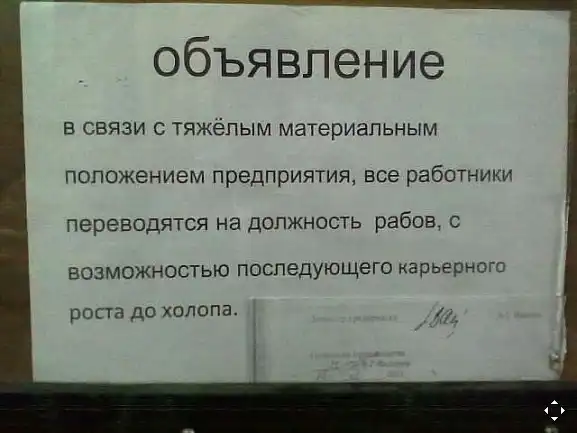 объявление
в связи с тяжёлым материальным
положением предприятия, все работники
переводятся на должность рабов, с
возможностью последующего карьерного
роста до холопа.